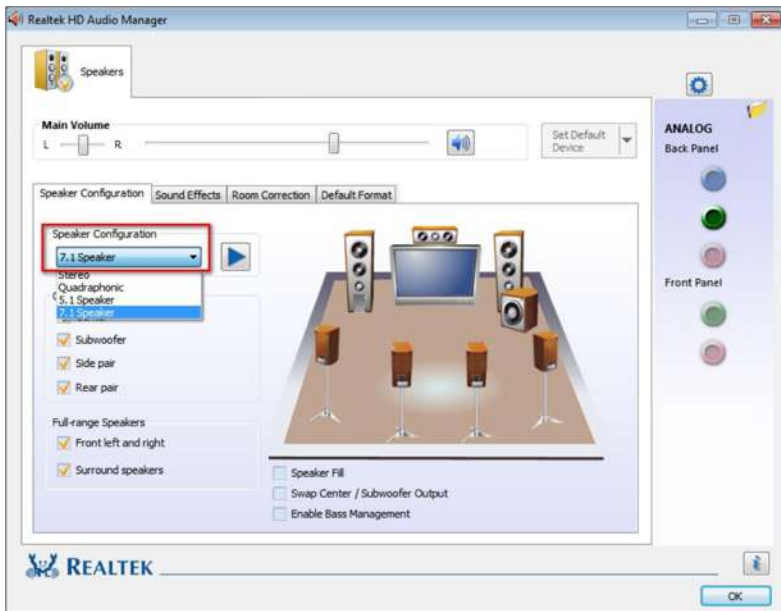 Realtek HD Audio Manager
Speakers
Main Volume
L R
Set Default
Device
Speaker Configuration Sound Effects Room Correction Default Format
Speaker Configuration
7.1 Speaker
Stereo
Quadraphonic
5.1 Speaker
7.1 Speaker
Subwoofer
Side pair
Rear pair
Full-range Speakers
Front left and right
Surround speakers
Speaker Fill
Swap Center / Subwoofer Output
Enable Bass Management
ANALOG
Back Panel
Front Panel
REALTEK
OK